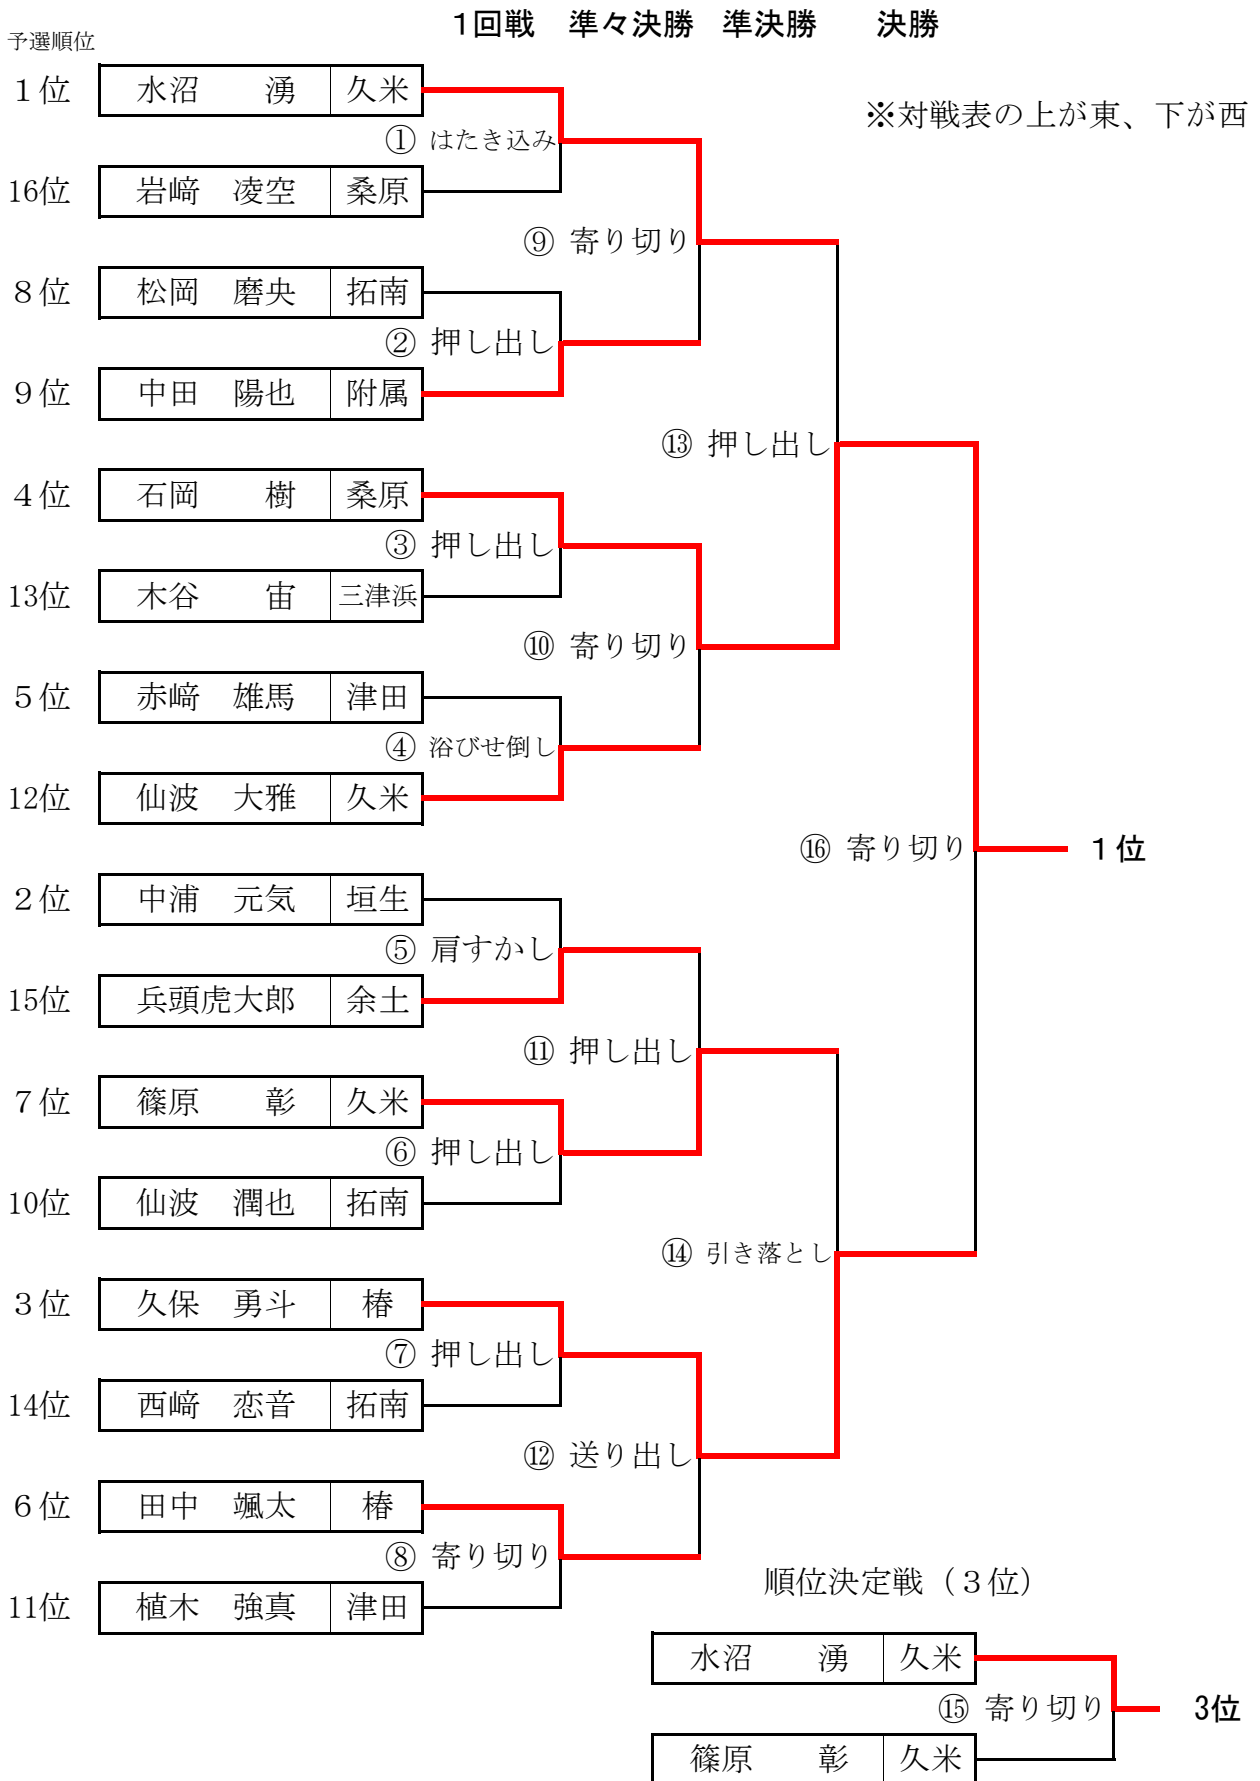 1回戦 準々決勝 準決勝 決勝
予選順位
１位 水沼 湧 久米
※対戦表の上が東、下が西
① はたき込み
16位 岩﨑 凌空 桑原
⑨ 寄り切り
８位 松岡 磨央 拓南
② 押し出し
９位 中田 陽也 附属
⑬ 押し出し
４位 石岡 樹 桑原
③ 押し出し
13位 木谷 宙 三津浜
⑩ 寄り切り
５位 赤﨑 雄馬 津田
④ 浴びせ倒し
12位 仙波 大雅 久米
⑯ 寄り切り １位
２位 中浦 元気 垣生
⑤ 肩すかし
15位 兵頭虎大郎 余土
⑪ 押し出し
７位 篠原 彰 久米
⑥ 押し出し
10位 仙波 潤也 拓南
⑭ 引き落とし
３位 久保 勇斗 椿
⑦ 押し出し
14位 西﨑 恋音 拓南
⑫ 送り出し
６位 田中 颯太 椿
⑧ 寄り切り
順位決定戦（３位）
11位 植木 強真 津田
水沼 湧 久米
⑮ 寄り切り 3位
篠原 彰 久米